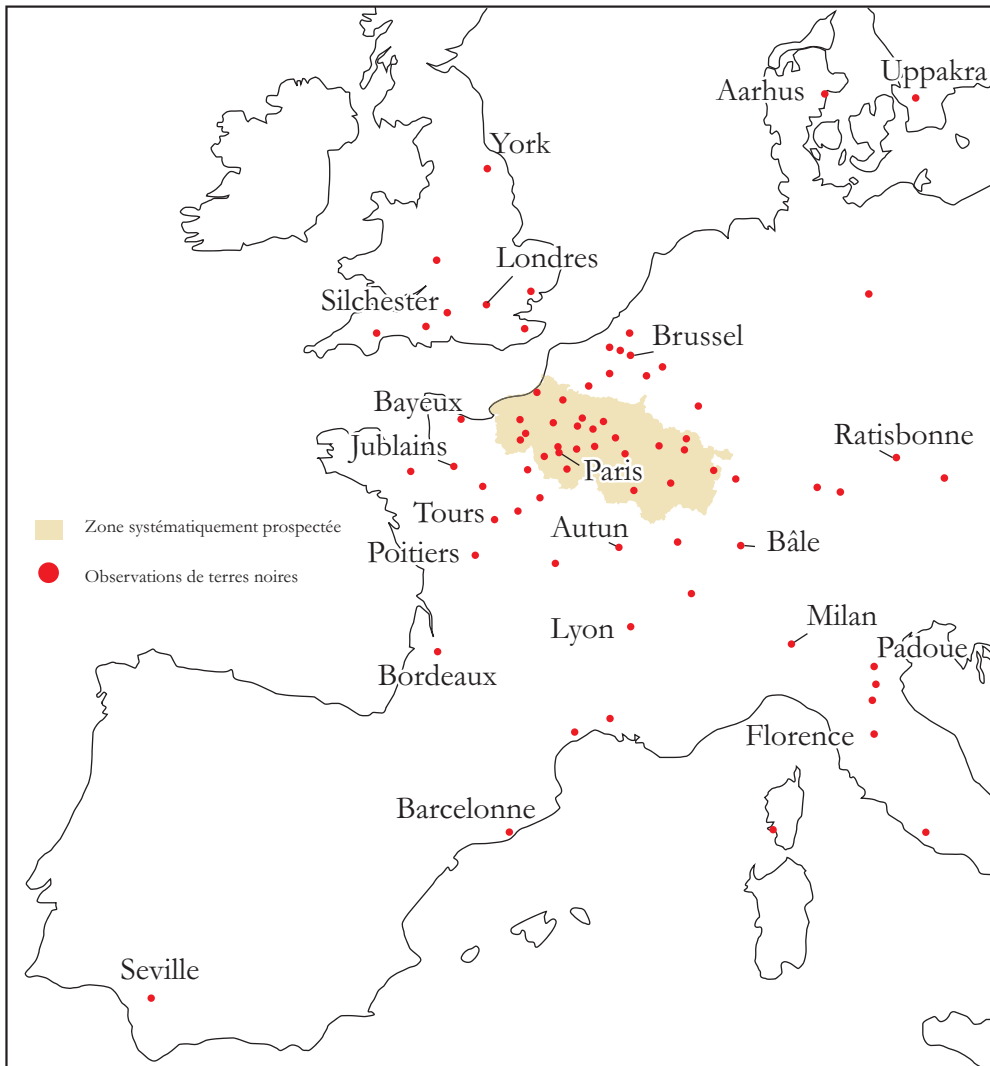 Uppakra
Aarhus
York
Londres
Silchester
Brussel
Bayeux
Jublains
Ratisbonne
Paris
Tours
Zone systématiquement prospectée
Autun
Bâle
Poitiers
Observations de terres noires
Milan
Lyon
Padoue
Bordeaux
Florence
Barcelonne
Seville